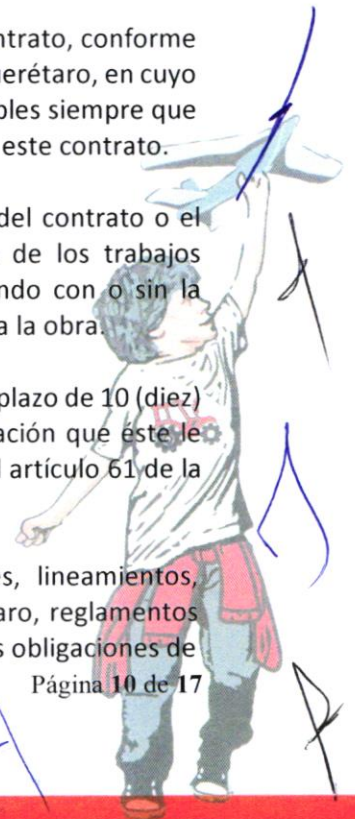 ntrato, conforme
uerétaro, en cuyo
bles siempre que
este contrato.
del contrato o el
de los trabajos
ndo con o sin la
a la obra.
plazo de 10 (diez)
ación que éste le
l artículo 61 de la
s, lineamientos,
aro, reglamentos
s obligaciones de
Página 10 de 17